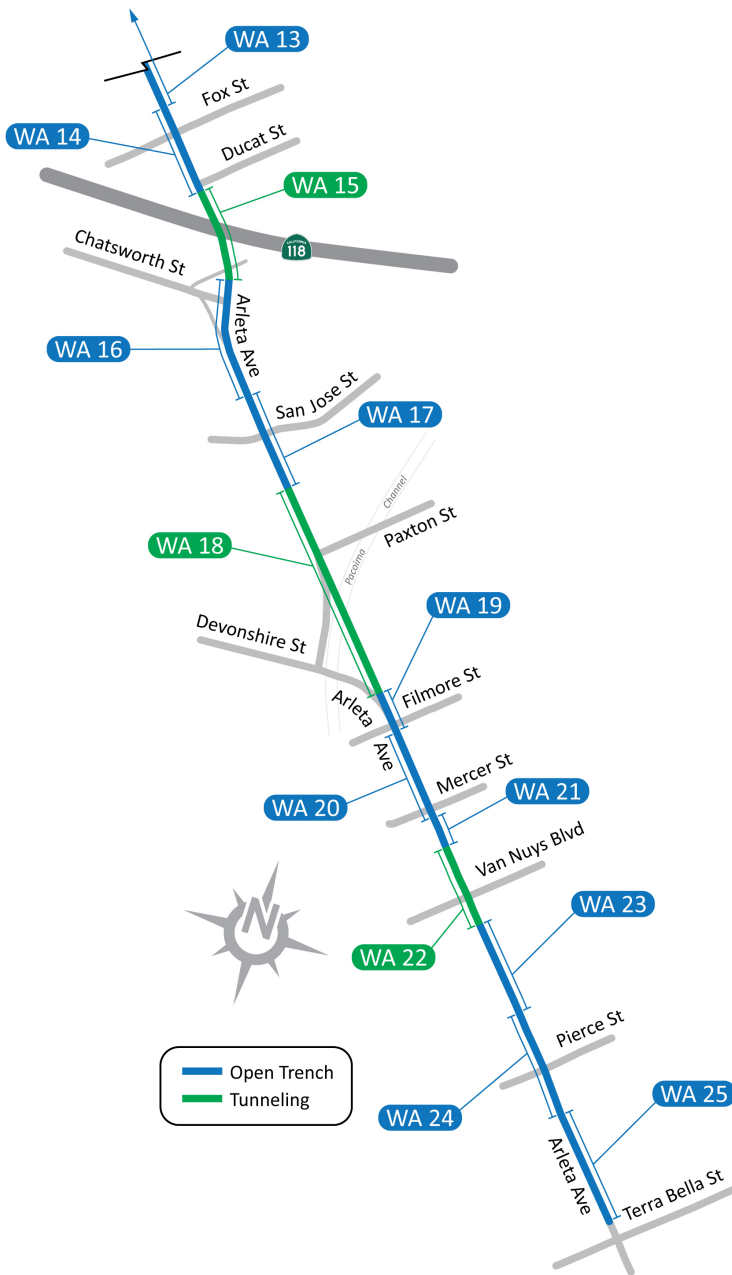 WA 13
Fox St
WA 14
Ducat St
WA 15
Chatsworth St
CALIFORNIA
118
Arleta Ave
WA 16
San Jose St
WA 17
Channel
Paxton St
WA 18
Pacoima
WA 19
Devonshire St
Filmore St
Arleta
Ave
Mercer St
WA 21
WA 20
Van Nuys Blvd
WA 23
N
WA 22
Pierce St
Open Trench
Tunneling
WA 25
WA 24
Arleta Ave
Terra Bella St